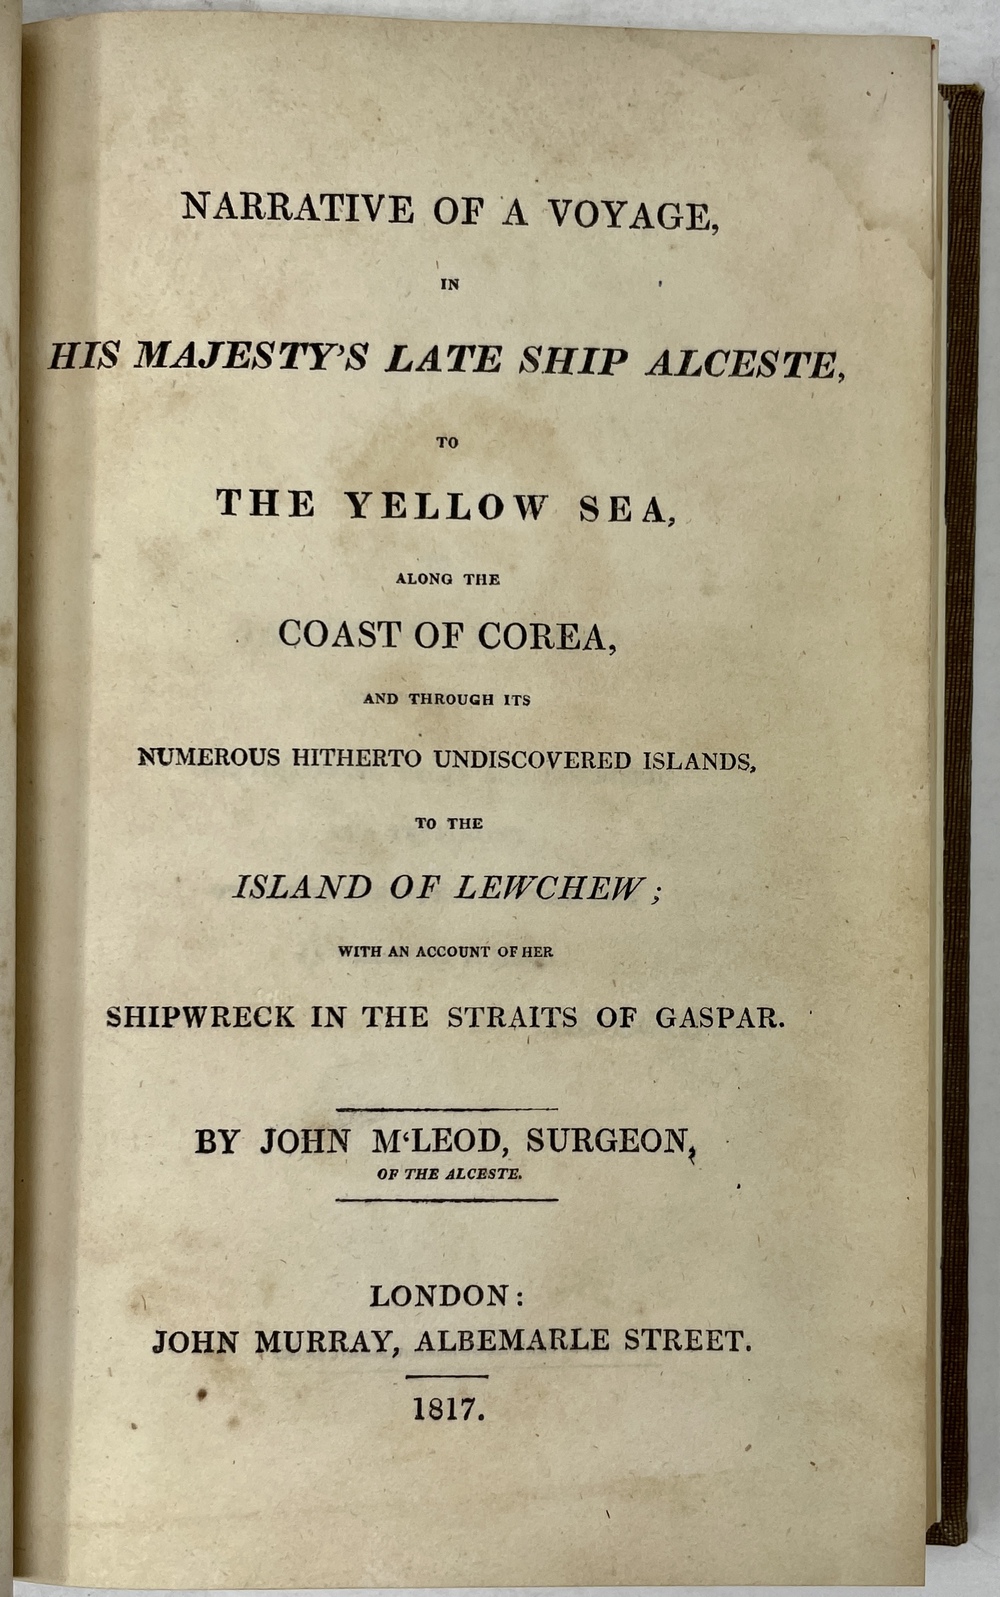 NARRATIVE OF A VOYAGE,
IN
HIS MAJESTY'S LATE SHIP ALCESTE,
TO
THE YELLOW SEA,
ALONG THE
COAST OF COREA,
AND THROUGH ITS
NUMEROUS HITHERTO UNDISCOVERED ISLANDS,
TO THE
ISLAND OF LEWCHEW;
WITH AN ACCOUNT OF HER
SHIPWRECK IN THE STRAITS OF GASPAR.
BY JOHN M‘LEOD, SURGEON,
OF THE ALCESTE.
LONDON:
JOHN MURRAY, ALBEMARLE STREET.
1817.